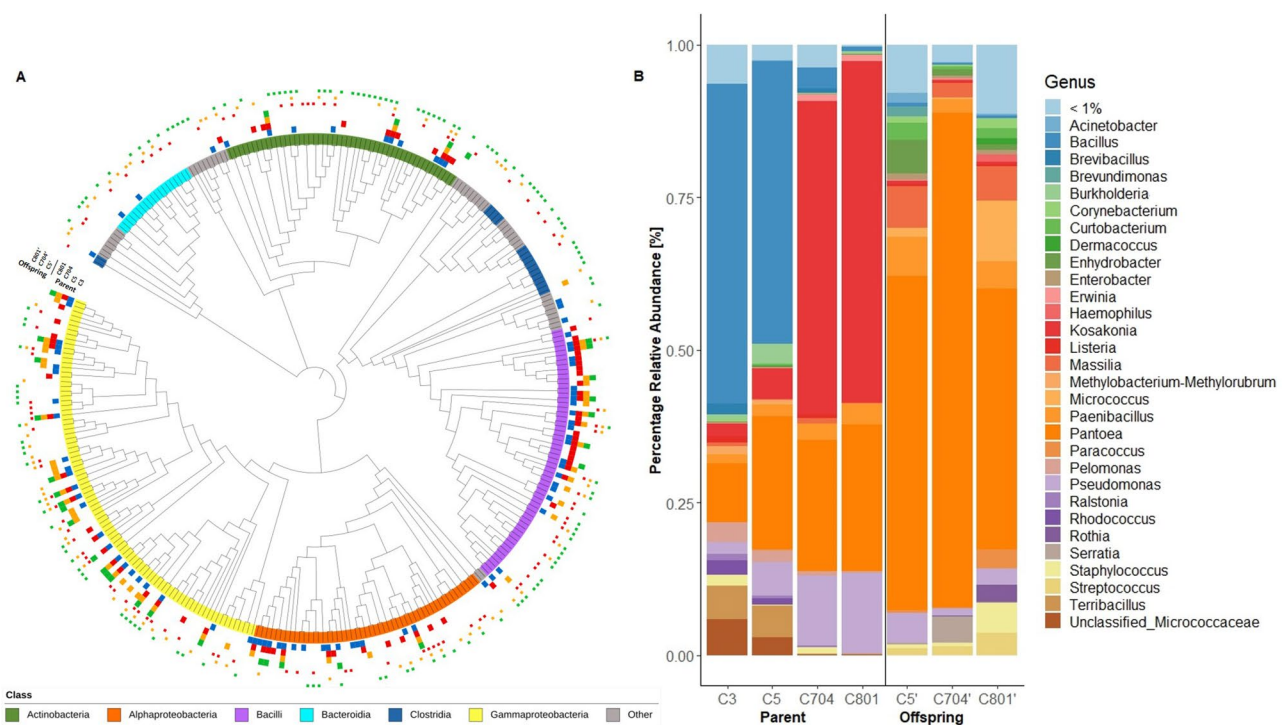 A
C801'
C704'
C5'
C801
C704
C5
C3
Offspring
Parent
Class
Actinobacteria
Alphaproteobacteria
Bacilli
Bacteroidia
Clostridia
Gammaproteobacteria
Other
B
Percentage Relative Abundance [%]
1.00
0.75
0.50
0.25
0.00
C3 C5 C704 C801 C5' C704' C801'
Parent Offspring
Genus
< 1%
Acinetobacter
Bacillus
Brevibacillus
Brevundimonas
Burkholderia
Corynebacterium
Curtobacterium
Dermacoccus
Enhydrobacter
Enterobacter
Erwinia
Haemophilus
Kosakonia
Listeria
Massilia
Methylobacterium-Methylorubrum
Micrococcus
Paenibacillus
Pantoea
Paracoccus
Pelomonas
Pseudomonas
Ralstonia
Rhodococcus
Rothia
Serratia
Staphylococcus
Streptococcus
Terribacillus
Unclassified_Micrococcaceae